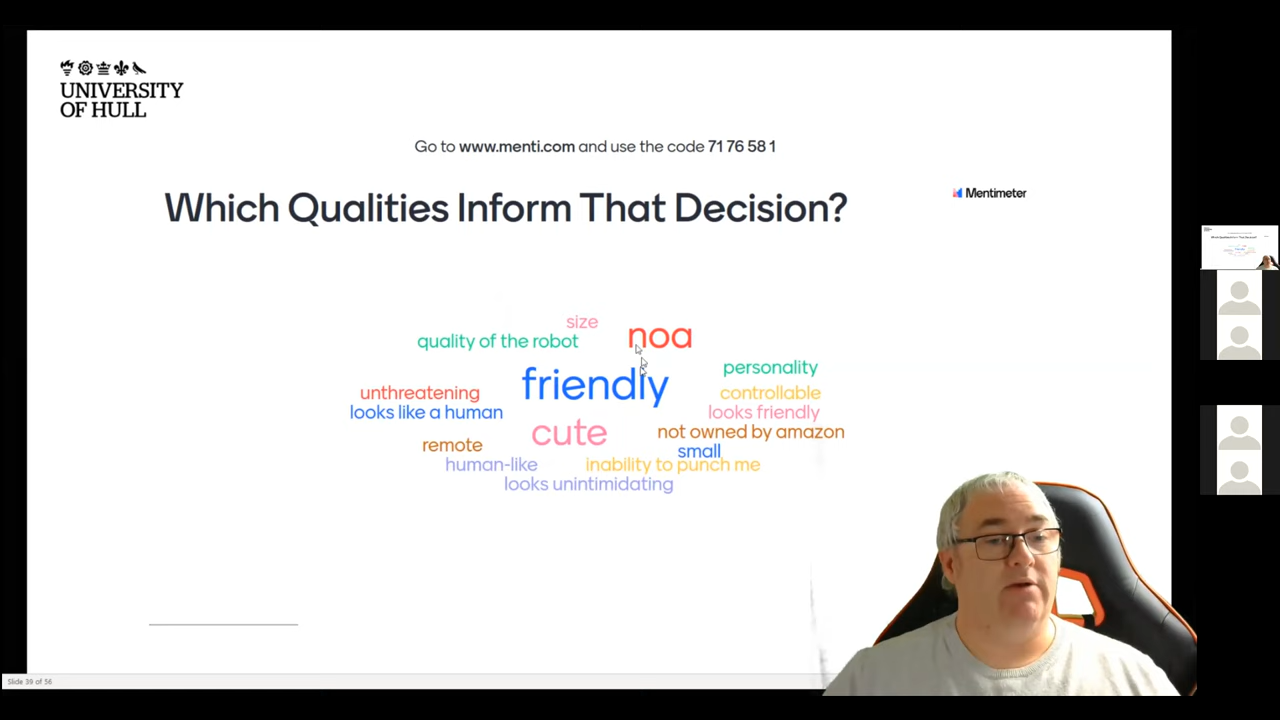 UNIVERSITY
OF HULL
Go to www.menti.com and use the code 71 76 58 1
Which Qualities Inform That Decision?
Mentimeter
size
noa
quality of the robot
personality
friendly
unthreatening
controllable
looks like a human
looks friendly
cute
not owned by amazon
remote
small
human-like
inability to punch me
looks unintimidating
Slide 39 of 56